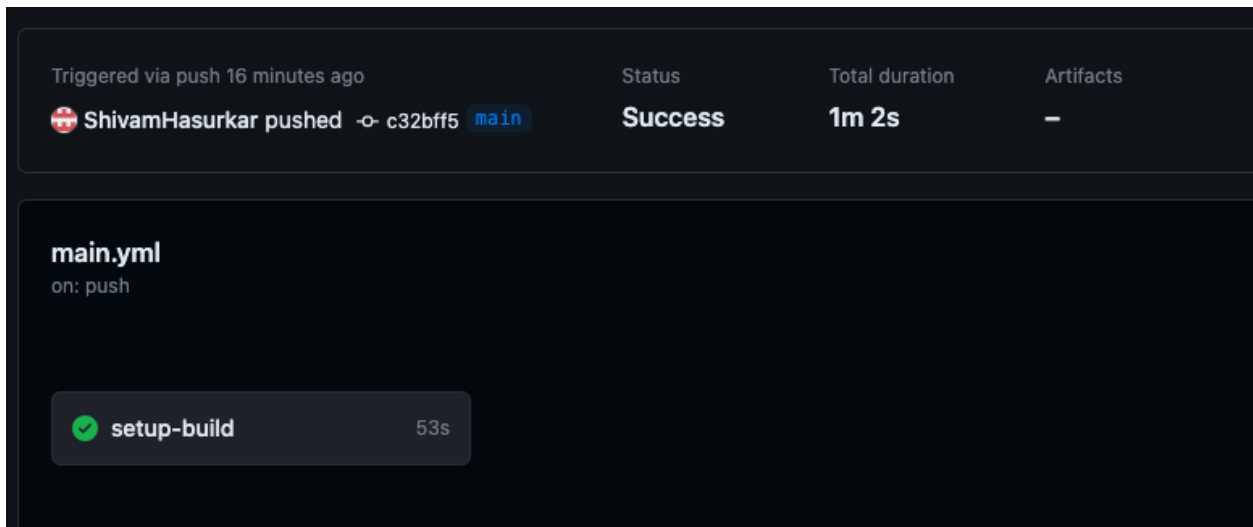 Triggered via push 16 minutes ago
ShivamHasurkar pushed c32bff5 main
Status
Success
Total duration
1m 2s
Artifacts
–
main.yml
on: push
setup-build 53s